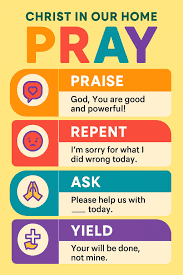 CHRIST IN OUR HOME
PRAY
PRAISE
God, You are good
and powerful!
REPENT
I'm sorry for what I
did wrong today.
ASK
Please help us with
___ today.
YIELD
Your will be done,
not mine.